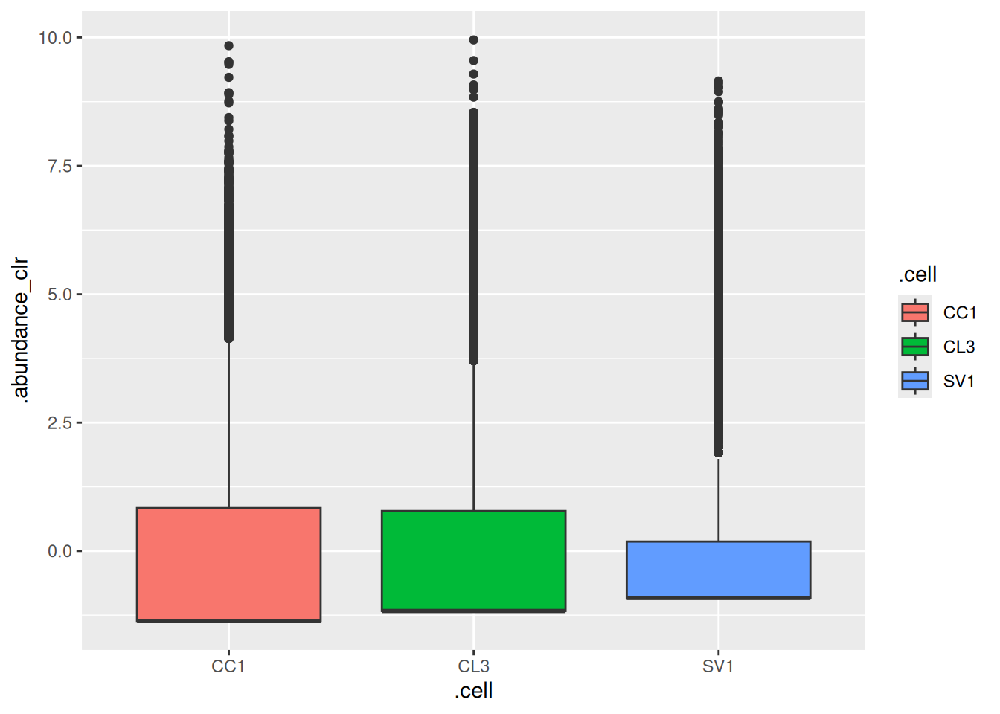 10.0
7.5
5.0
2.5
0.0
.abundance_clr
CC1
CL3
SV1
.cell
.cell
CC1
CL3
SV1